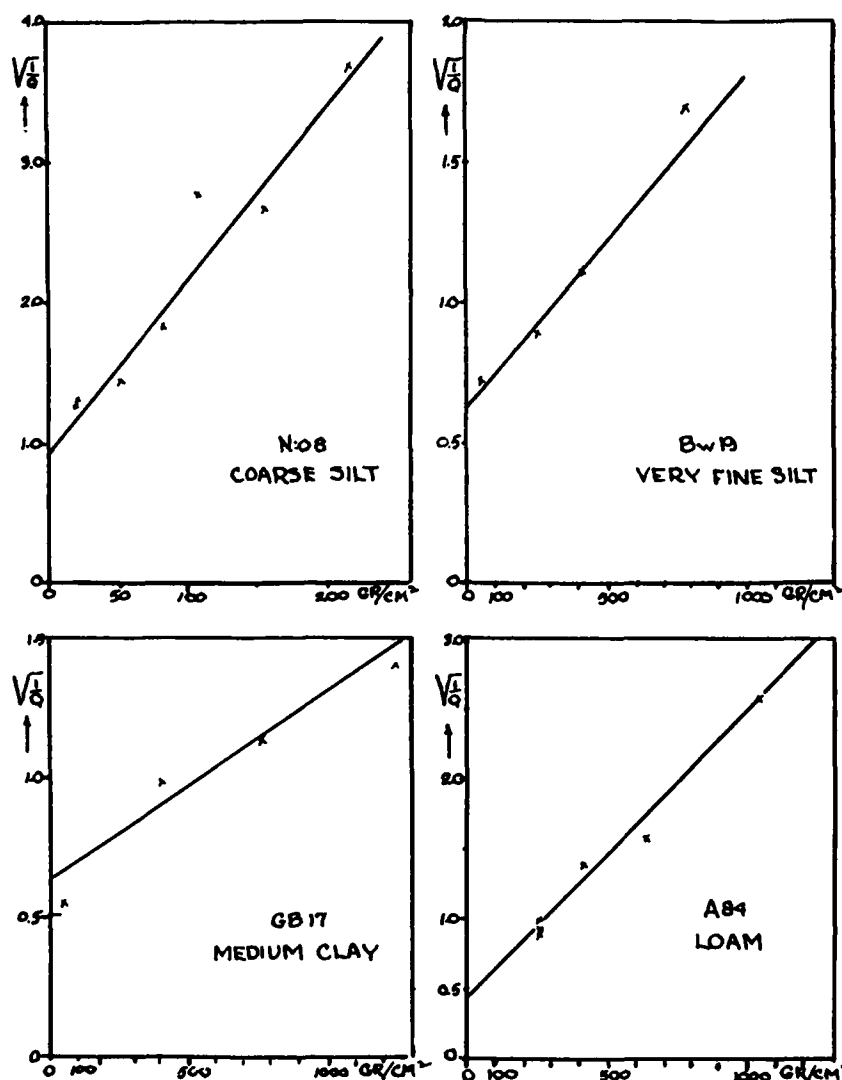 4.0
√1/Q
3.0
2.0
1.0
0
N:08
COARSE SILT
0 50 100 200 GR/CM²
2.0
√1/Q
1.5
1.0
0.5
0
Bw19
VERY FINE SILT
0 100 500 1000 GR/CM²
1.5
√1/Q
1.0
0.5
0
GB17
MEDIUM CLAY
0 100 500 1000 GR/CM²
3.0
√1/Q
2.0
1.0
0.5
0
A84
LOAM
0 100 500 1000 GR/CM²